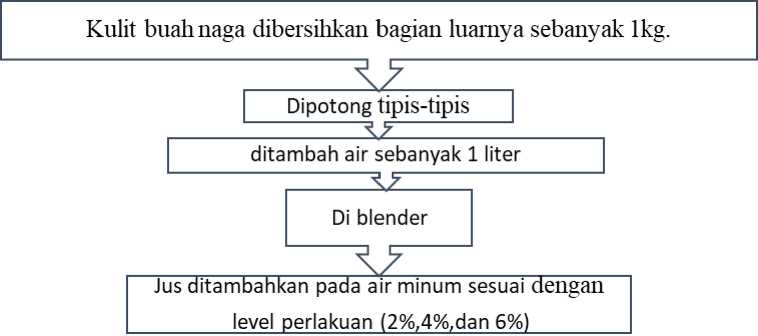 Kulit buah naga dibersihkan bagian luarnya sebanyak 1kg.
Dipotong tipis-tipis
ditambah air sebanyak 1 liter
Di blender
Jus ditambahkan pada air minum sesuai dengan
level perlakuan (2%,4%,dan 6%)